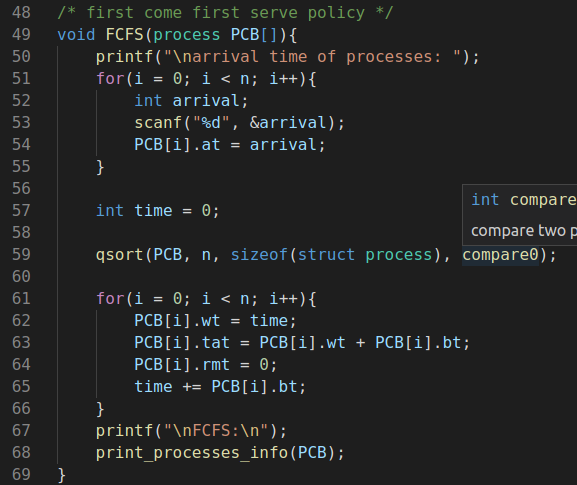 48 /* first come first serve policy */
49 void FCFS(process PCB[]){
50     printf("\narrival time of processes: ");
51     for(i = 0; i < n; i++){
52         int arrival;
53         scanf("%d", &arrival);
54         PCB[i].at = arrival;
55     }
56
int compare
57     int time = 0;
compare two p
58
59     qsort(PCB, n, sizeof(struct process), compare0);
60
61     for(i = 0; i < n; i++){
62         PCB[i].wt = time;
63         PCB[i].tat = PCB[i].wt + PCB[i].bt;
64         PCB[i].rmt = 0;
65         time += PCB[i].bt;
66     }
67     printf("\nFCFS:\n");
68     print_processes_info(PCB);
69 }